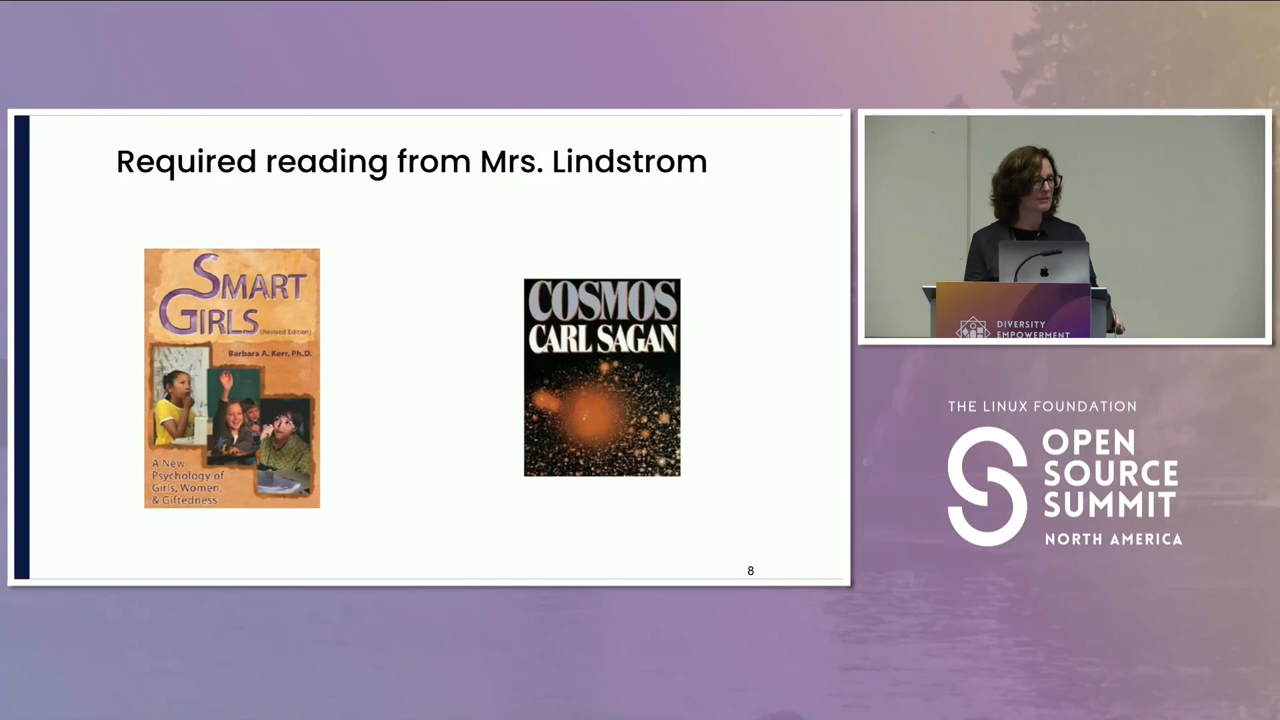 Required reading from Mrs. Lindstrom
SMART
GIRLS (Revised Edition)
Barbara A. Kerr, Ph.D.
A New
Psychology of
Girls, Women,
& Giftedness
COSMOS
CARL SAGAN
8
DIVERSITY
EMPOWERMENT
THE LINUX FOUNDATION
OPEN
SOURCE
SUMMIT
NORTH AMERICA